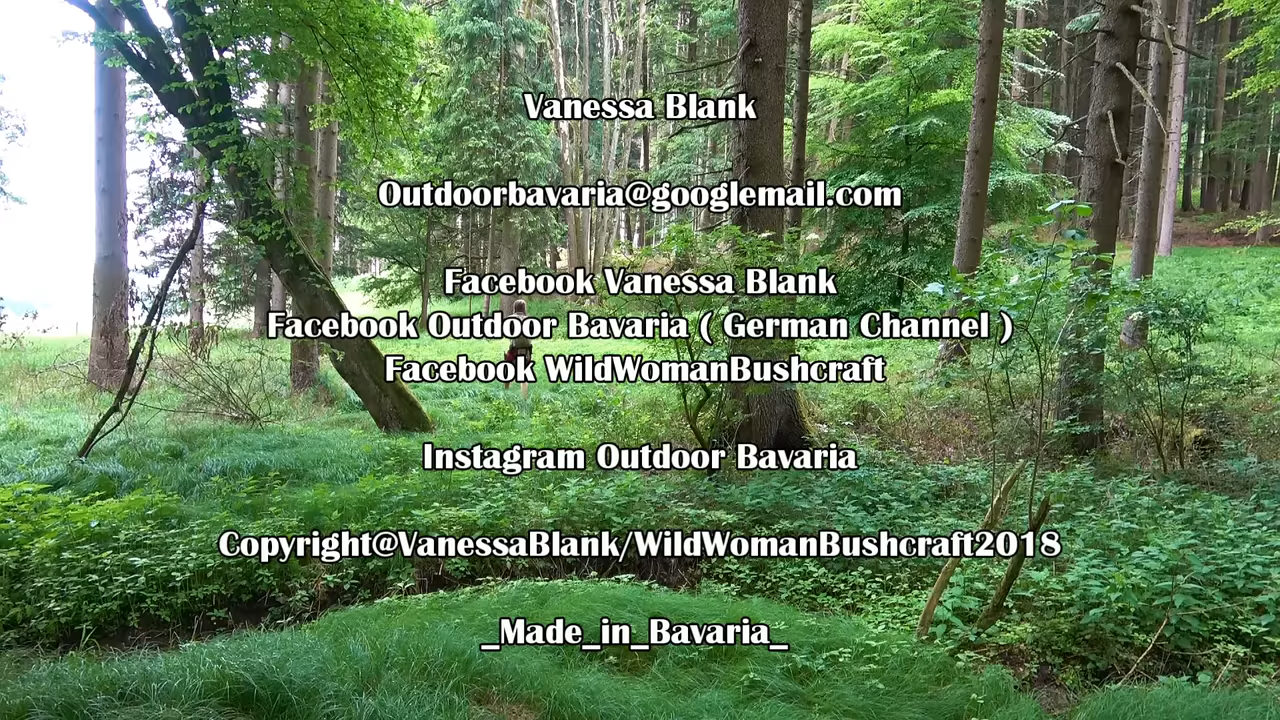 Vanessa Blank
Outdoorbavaria@googlemail.com
Facebook Vanessa Blank
Facebook Outdoor Bavaria ( German Channel )
Facebook WildWomanBushcraft
Instagram Outdoor Bavaria
Copyright@VanessaBlank/WildWomanBushcraft2018
_Made_in_Bavaria_